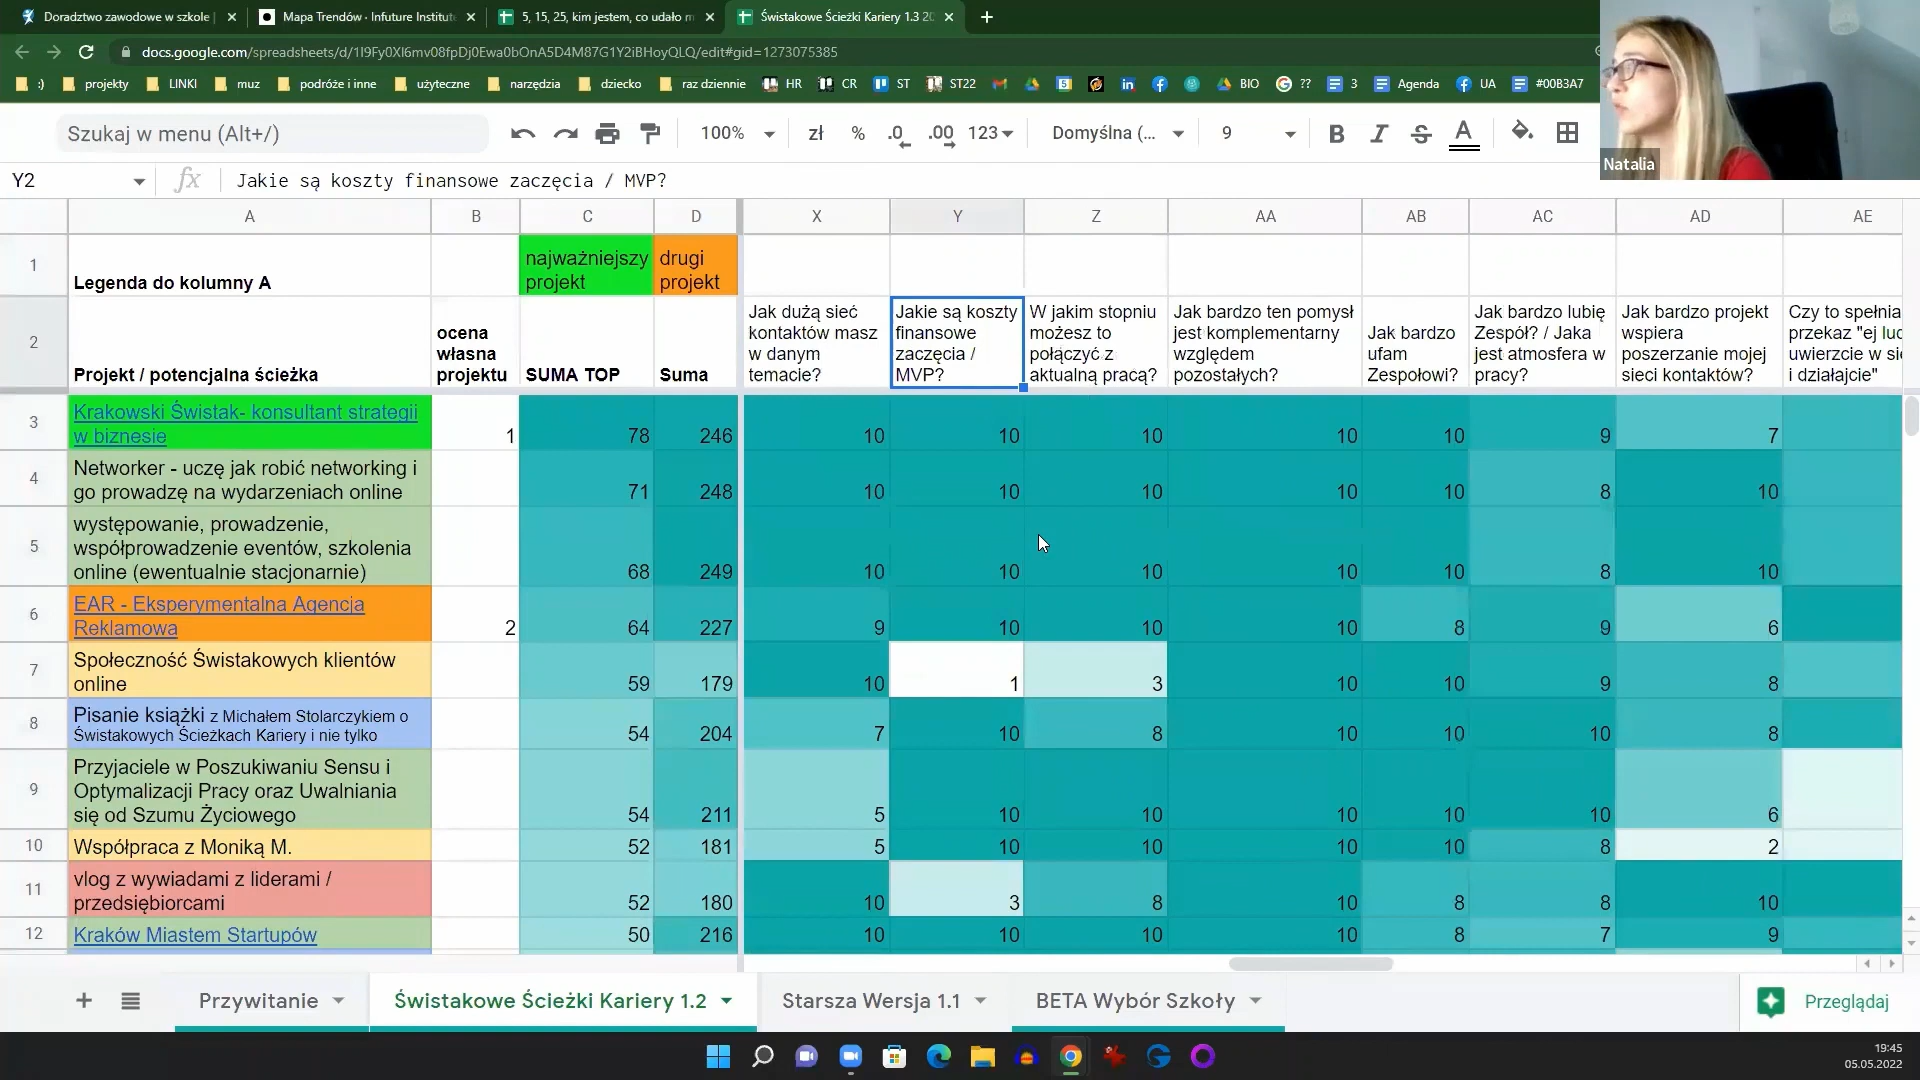 Doradztwo zawodowe w szkole |
Mapa Trendów · Infuture Institute
5, 15, 25, kim jestem, co udało m
Świstakowe Ścieżki Kariery 1.3 20
docs.google.com/spreadsheets/d/1I9Fy0Xl6mv08fpDj0Ewa0bOnA5D4M87G1Y2iBHoyQLQ/edit#gid=1273075385
:) projekty LINKI muz podróże i inne użyteczne narzędzia dziecko raz dziennie HR CR ST ST22 BIO ?? 3 Agenda UA #00B3A7
Szukaj w menu (Alt+/) 100% zł % .0 .00 123 Domyślna (... 9 B I S A
Natalia
Y2 fx Jakie są koszty finansowe zaczęcia / MVP?
A B C D X Y Z AA AB AC AD AE
1
Legenda do kolumny A
najważniejszy
projekt
drugi
projekt
2
Projekt / potencjalna ścieżka
ocena
własna
projektu
SUMA TOP
Suma
Jak dużą sieć
kontaktów masz
w danym
temacie?
Jakie są koszty
finansowe
zaczęcia /
MVP?
W jakim stopniu
możesz to
połączyć z
aktualną pracą?
Jak bardzo ten pomysł
jest komplementarny
względem
pozostałych?
Jak bardzo
ufam
Zespołowi?
Jak bardzo lubię
Zespół? / Jaka
jest atmosfera w
pracy?
Jak bardzo projekt
wspiera
poszerzanie mojej
sieci kontaktów?
Czy to spełnia
przekaz "ej
uwierzcie w
i działajcie"
3
Krakowski Świstak- konsultant strategii
w biznesie
1 78 246 10 10 10 10 10 9 7
4
Networker - uczę jak robić networking i
go prowadzę na wydarzeniach online
71 248 10 10 10 10 10 8 10
5
występowanie, prowadzenie,
współprowadzenie eventów, szkolenia
online (ewentualnie stacjonarnie)
68 249 10 10 10 10 10 8 10
6
EAR - Eksperymentalna Agencja
Reklamowa
2 64 227 9 10 10 10 8 9 6
7
Społeczność Świstakowych klientów
online
59 179 10 1 3 10 10 9 8
8
Pisanie książki z Michałem Stolarczykiem o
Świstakowych Ścieżkach Kariery i nie tylko
54 204 7 10 8 10 10 10 8
9
Przyjaciele w Poszukiwaniu Sensu i
Optymalizacji Pracy oraz Uwalniania
się od Szumu Życiowego
54 211 5 10 10 10 10 10 6
10
Współpraca z Moniką M.
52 181 5 10 10 10 10 8 2
11
vlog z wywiadami z liderami /
przedsiębiorcami
52 180 10 3 8 10 8 8 10
12
Kraków Miastem Startupów
50 216 10 10 10 10 8 7 9
Przywitanie
Świstakowe Ścieżki Kariery 1.2
Starsza Wersja 1.1
BETA Wybór Szkoły
Przeglądaj
19:45
05.05.2022